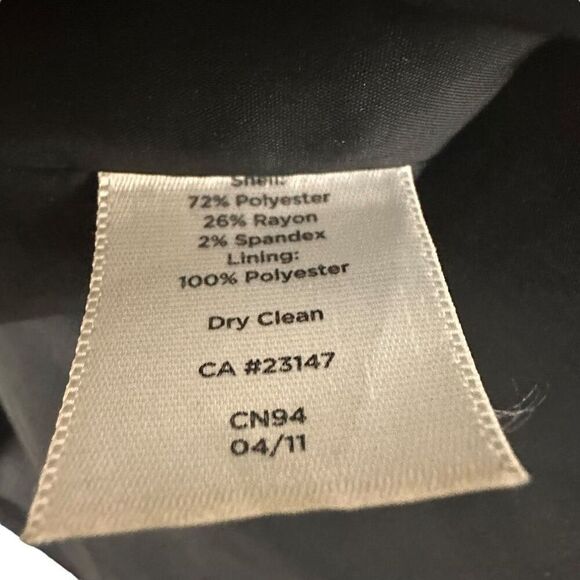 Shell:
72% Polyester
26% Rayon
2% Spandex
Lining:
100% Polyester
Dry Clean
CA #23147
CN94
04/11